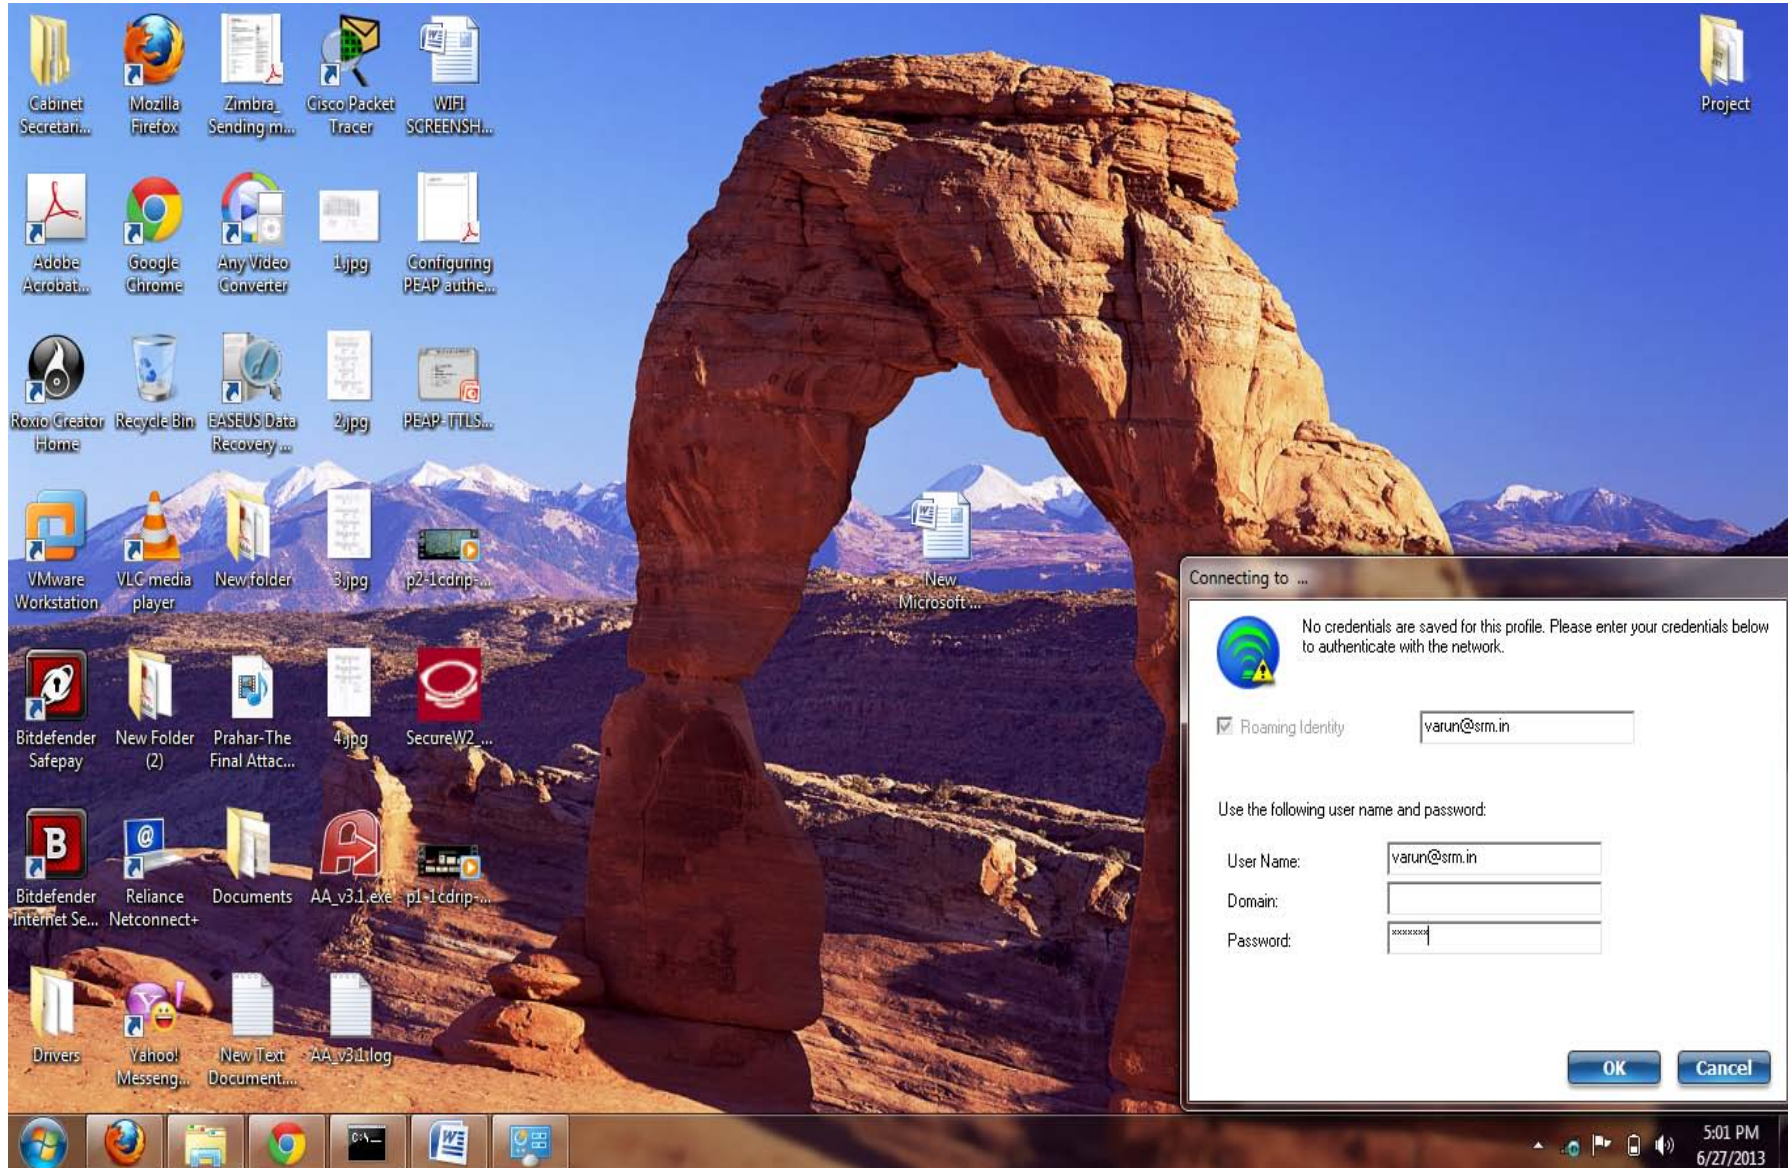 Cabinet
Secretari...
Mozilla
Firefox
Zimbra_
Sending m...
Cisco Packet
Tracer
WIFI
SCREENSH...
Project
Adobe
Acrobat...
Google
Chrome
Any Video
Converter
1.jpg
Configuring
PEAP authe...
Roxio Creator
Home
Recycle Bin
EASEUS Data
Recovery ...
2.jpg
PEAP-TTLS...
VMware
Workstation
VLC media
player
New folder
3.jpg
p2-1cdrip-...
New
Microsoft ...
Bitdefender
Safepay
New Folder
(2)
Prahar-The
Final Attac...
4.jpg
SecureW2_...
Bitdefender
Internet Se...
Reliance
Netconnect+
Documents
AA_v3.1.exe
p1-1cdrip-...
Drivers
Yahoo!
Messeng...
New Text
Document....
AA_v3.1.log
Connecting to ...
No credentials are saved for this profile. Please enter your credentials below
to authenticate with the network.
Roaming Identity
varun@srm.in
Use the following user name and password:
User Name:
varun@srm.in
Domain:
Password:
xxxxxxx
OK
Cancel
C:\_
5:01 PM
6/27/2013